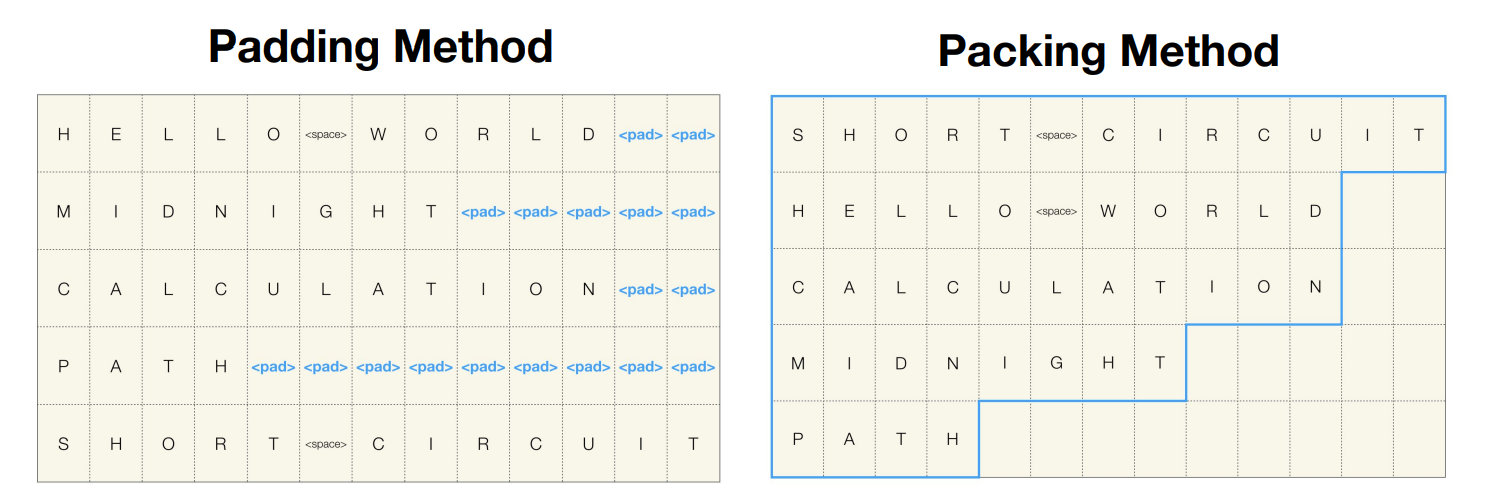 Padding Method
H E L L O <space> W O R L D <pad> <pad>
M I D N I G H T <pad> <pad> <pad> <pad> <pad>
C A L C U L A T I O N <pad> <pad>
P A T H <pad> <pad> <pad> <pad> <pad> <pad> <pad> <pad> <pad>
S H O R T <space> C I R C U I T
Packing Method
S H O R T <space> C I R C U I T
H E L L O <space> W O R L D
C A L C U L A T I O N
M I D N I G H T
P A T H